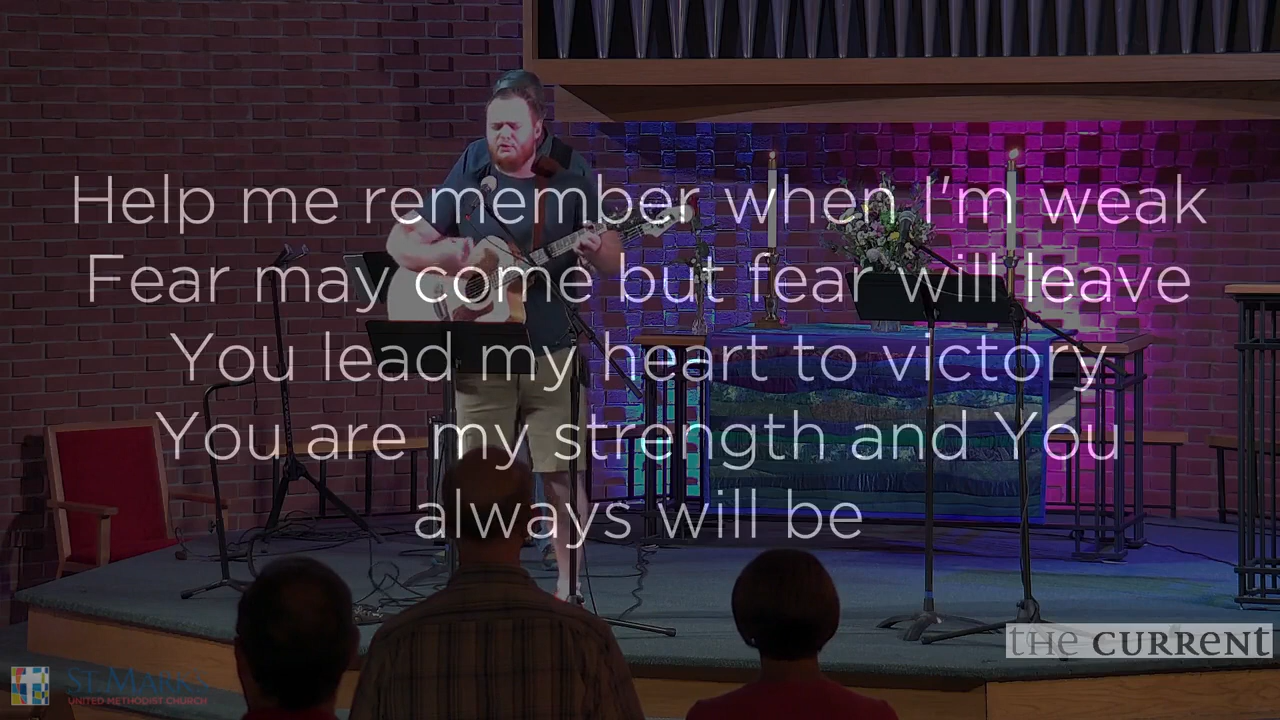 Help me remember when I'm weak
Fear may come but fear will leave
You lead my heart to victory
You are my strength and You
always will be
the CURRENT
ST. MARK'S
UNITED METHODIST CHURCH